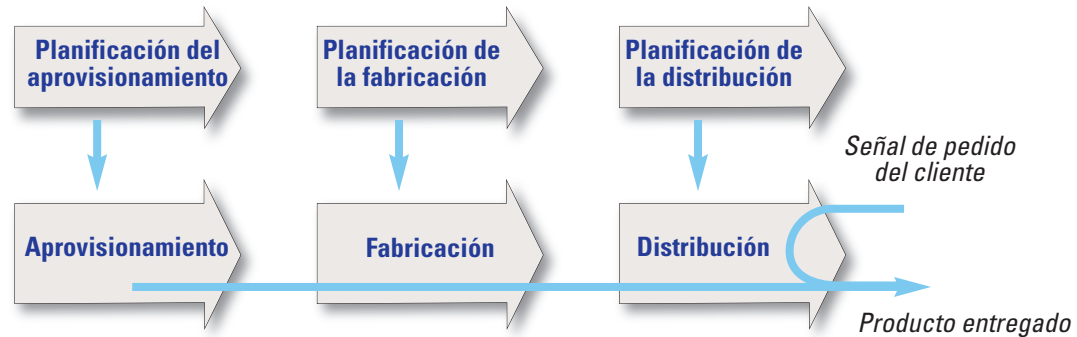 Planificación del
aprovisionamiento
Planificación de
la fabricación
Planificación de
la distribución
Señal de pedido
del cliente
Aprovisionamiento
Fabricación
Distribución
Producto entregado